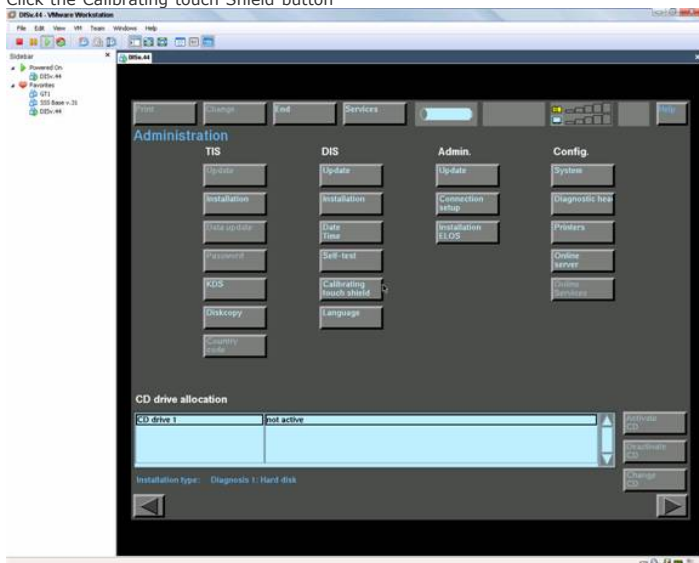 Click the Calibrating touch Shield button
DISv.44 - VMware Workstation
File Edit View VM Team Windows Help
Sidebar
Powered On
DISv.44
Favorites
GT1
SSS Base v.31
DISv.44
DISv.44
Print Change End Services Help
Administration
TIS DIS Admin. Config.
Update Update Update System
Installation Installation Connection Diagnostic head
setup
Data update Date Installation Printers
Time ELOS
Password Self-test Online
server
KDS Calibrating Online
touch shield Services
Diskcopy Language
Country
code
CD drive allocation
CD drive 1 not active
Activate
CD
Deactivate
CD
Installation type: Diagnosis 1: Hard disk
Change
CD